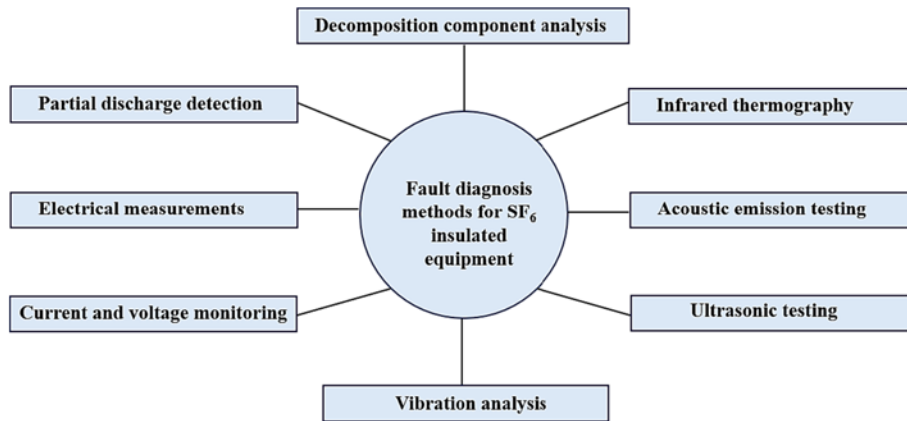 Decomposition component analysis
Partial discharge detection
Infrared thermography
Electrical measurements
Fault diagnosis
methods for SF₆
insulated
equipment
Acoustic emission testing
Current and voltage monitoring
Ultrasonic testing
Vibration analysis